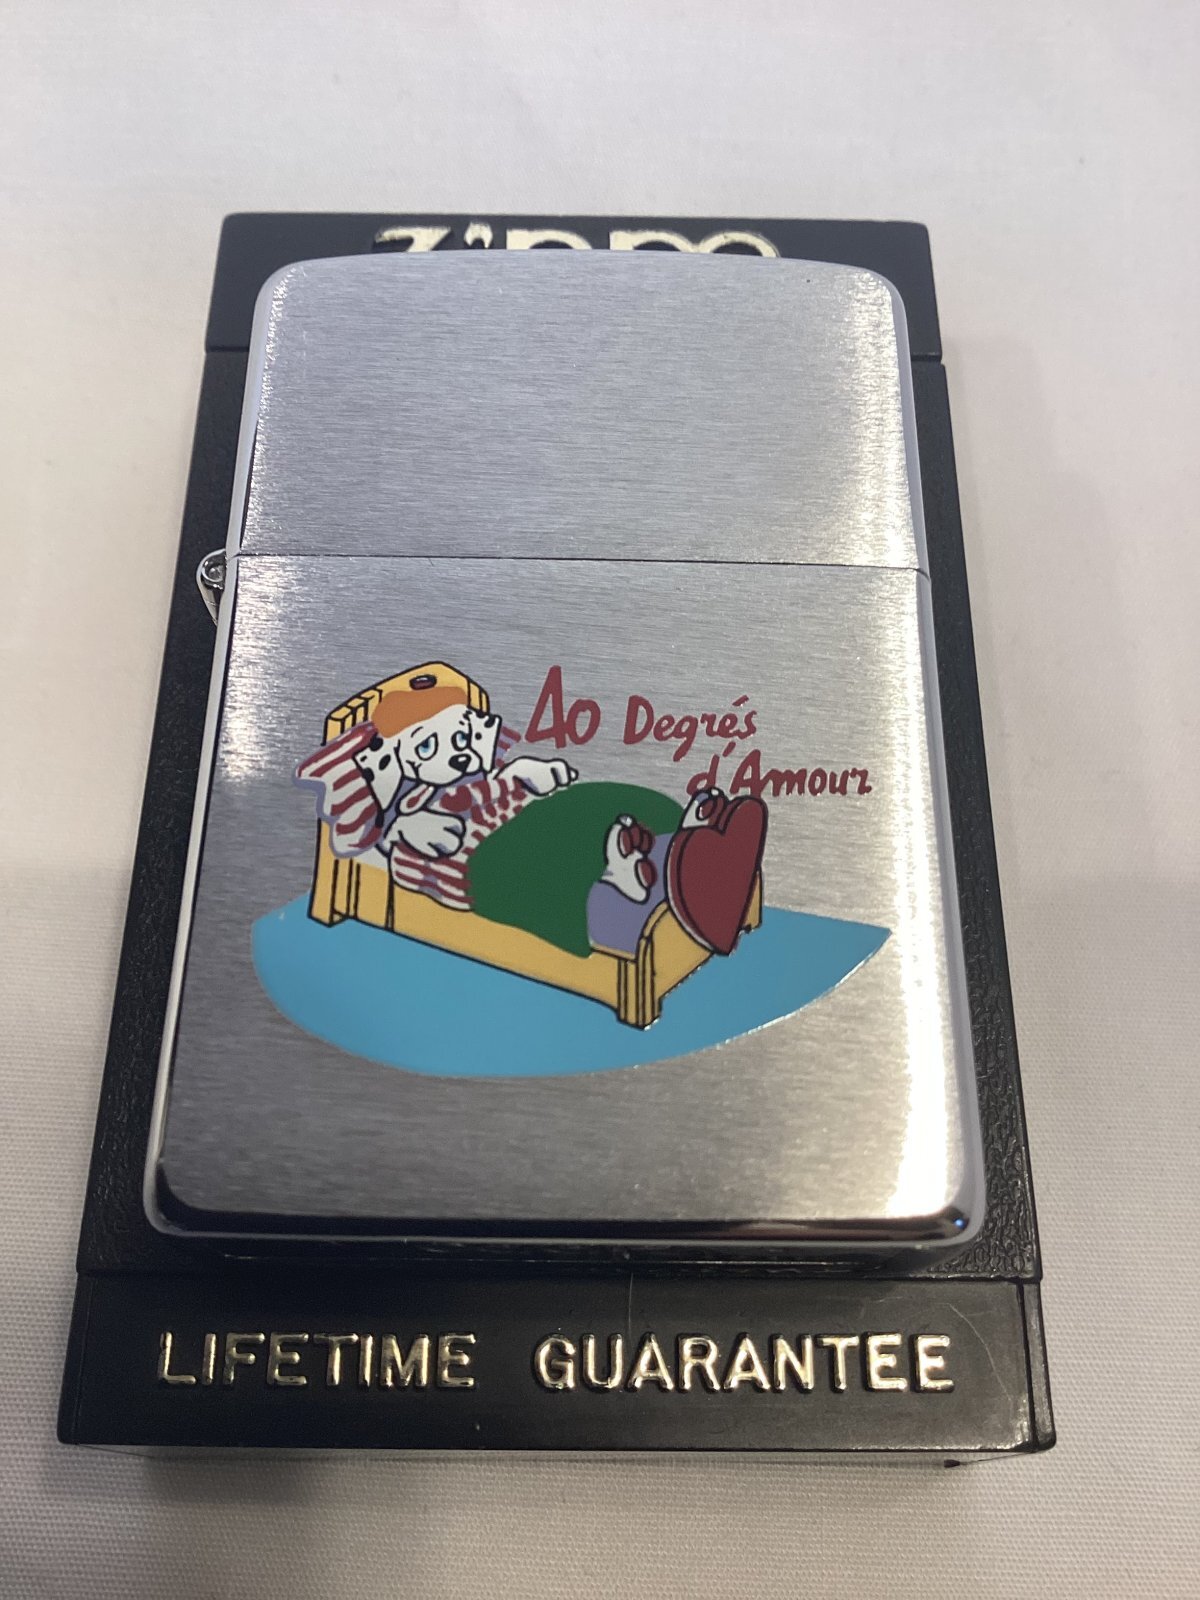 Zippo
40 Degrés
d'Amour
LIFETIME GUARANTEE